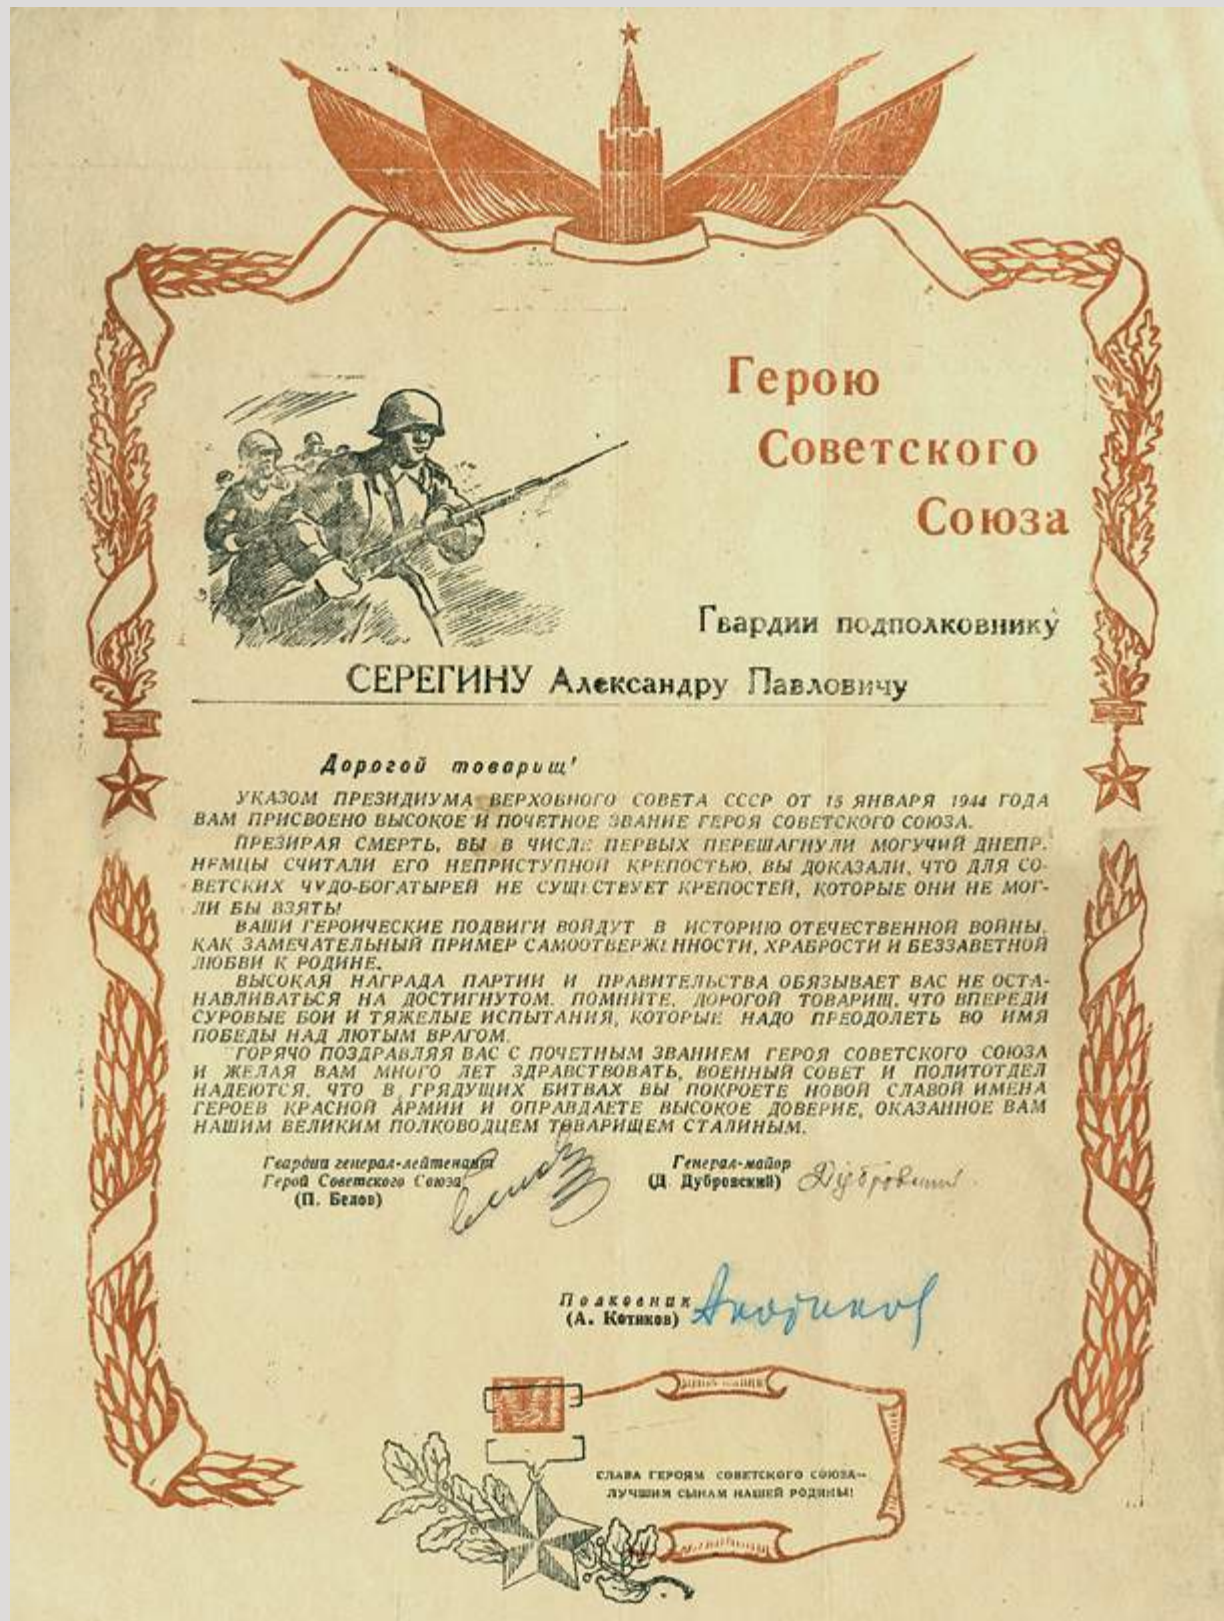 Герою
Советского
Союза
Гвардии подполковнику
СЕРЕГИНУ Александру Павловичу
Дорогой товарищ!
УКАЗОМ ПРЕЗИДИУМА ВЕРХОВНОГО СОВЕТА СССР ОТ 15 ЯНВАРЯ 1944 ГОДА
ВАМ ПРИСВОЕНО ВЫСОКОЕ И ПОЧЕТНОЕ ЗВАНИЕ ГЕРОЯ СОВЕТСКОГО СОЮЗА.
ПРЕЗИРАЯ СМЕРТЬ, ВЫ В ЧИСЛЕ ПЕРВЫХ ПЕРЕШАГНУЛИ МОГУЧИЙ ДНЕПР.
НЕМЦЫ СЧИТАЛИ ЕГО НЕПРИСТУПНОЙ КРЕПОСТЬЮ, ВЫ ДОКАЗАЛИ, ЧТО ДЛЯ СО-
ВЕТСКИХ ЧУДО-БОГАТЫРЕЙ НЕ СУЩЕСТВУЕТ КРЕПОСТЕЙ, КОТОРЫЕ ОНИ НЕ МОГ-
ЛИ БЫ ВЗЯТЬ!
ВАШИ ГЕРОИЧЕСКИЕ ПОДВИГИ ВОЙДУТ В ИСТОРИЮ ОТЕЧЕСТВЕННОЙ ВОЙНЫ,
КАК ЗАМЕЧАТЕЛЬНЫЙ ПРИМЕР САМООТВЕРЖЕННОСТИ, ХРАБРОСТИ И БЕЗЗАВЕТНОЙ
ЛЮБВИ К РОДИНЕ.
ВЫСОКАЯ НАГРАДА ПАРТИИ И ПРАВИТЕЛЬСТВА ОБЯЗЫВАЕТ ВАС НЕ ОСТА-
НАВЛИВАТЬСЯ НА ДОСТИГНУТОМ. ПОМНИТЕ, ДОРОГОЙ ТОВАРИЩ, ЧТО ВПЕРЕДИ
СУРОВЫЕ БОИ И ТЯЖЕЛЫЕ ИСПЫТАНИЯ, КОТОРЫЕ НАДО ПРЕОДОЛЕТЬ ВО ИМЯ
ПОБЕДЫ НАД ЛЮТЫМ ВРАГОМ.
ГОРЯЧО ПОЗДРАВЛЯЯ ВАС С ПОЧЕТНЫМ ЗВАНИЕМ ГЕРОЯ СОВЕТСКОГО СОЮЗА
И ЖЕЛАЯ ВАМ МНОГО ЛЕТ ЗДРАВСТВОВАТЬ, ВОЕННЫЙ СОВЕТ И ПОЛИТОТДЕЛ
НАДЕЮТСЯ, ЧТО В ГРЯДУЩИХ БИТВАХ ВЫ ПОКРОЕТЕ НОВОЙ СЛАВОЙ ИМЕНА
ГЕРОЕВ КРАСНОЙ АРМИИ И ОПРАВДАЕТЕ ВЫСОКОЕ ДОВЕРИЕ, ОКАЗАННОЕ ВАМ
НАШИМ ВЕЛИКИМ ПОЛКОВОДЦЕМ ТОВАРИЩЕМ СТАЛИНЫМ.
Гвардии генерал-лейтенант
Герой Советского Союза
(П. Белов)
Генерал-майор
(Д. Дубровский) Дубровский
Полковник
(А. Котиков) Акотиков
СЛАВА ГЕРОЯМ СОВЕТСКОГО СОЮЗА—
ЛУЧШИМ СЫНАМ НАШЕЙ РОДИНЫ!